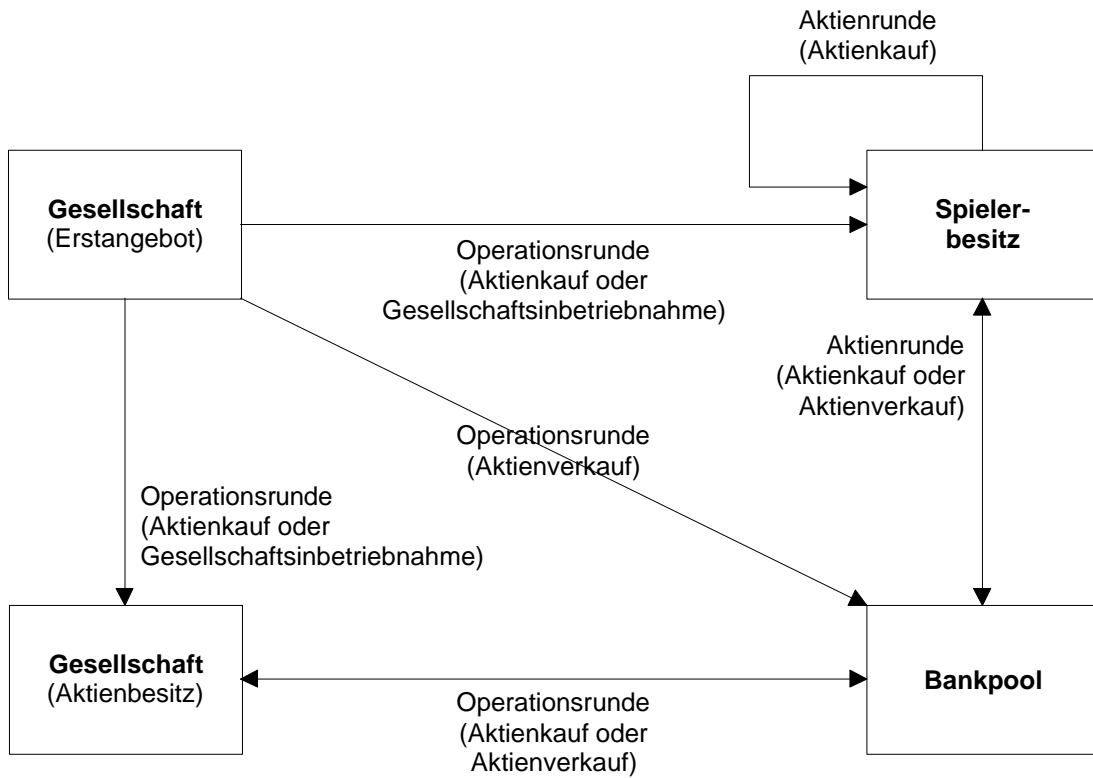 Aktienrunde
(Aktienkauf)
Gesellschaft
(Erstangebot)
Spieler-
besitz
Operationsrunde
(Aktienkauf oder
Gesellschaftsinbetriebnahme)
Aktienrunde
(Aktienkauf oder
Aktienverkauf)
Operationsrunde
(Aktienverkauf)
Operationsrunde
(Aktienkauf oder
Gesellschaftsinbetriebnahme)
Gesellschaft
(Aktienbesitz)
Bankpool
Operationsrunde
(Aktienkauf oder
Aktienverkauf)